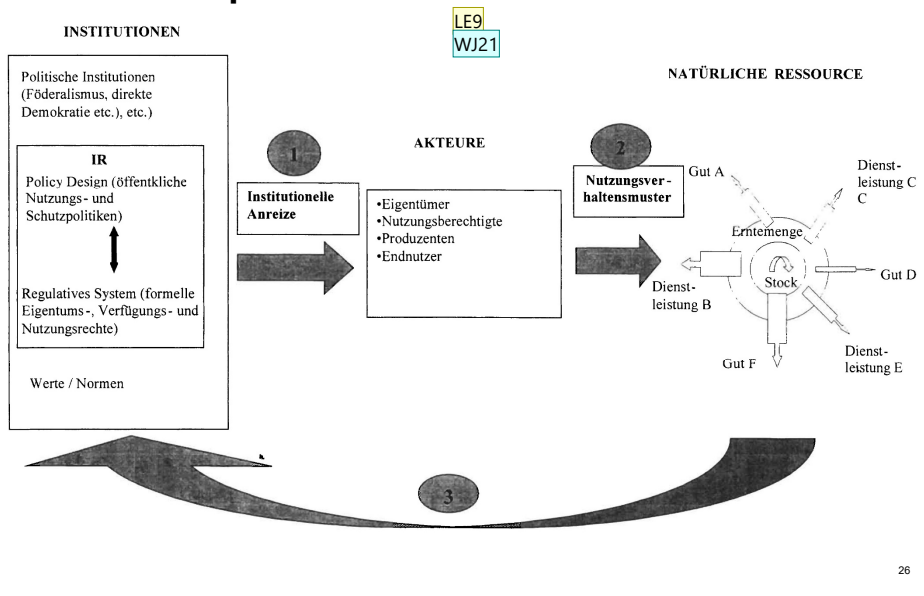 LE9
WJ21
INSTITUTIONEN
Politische Institutionen
(Föderalismus, direkte
Demokratie etc.), etc.)
IR
Policy Design (öffentliche
Nutzungs- und
Schutzpolitiken)
Regulatives System (formelle
Eigentums-, Verfügungs- und
Nutzungsrechte)
Werte / Normen
1
Institutionelle
Anreize
AKTEURE
•Eigentümer
•Nutzungsberechtigte
•Produzenten
•Endnutzer
2
Nutzungsver-
haltensmuster
NATÜRLICHE RESSOURCE
Gut A
Dienst-
leistung C
C
Erntemenge
Stock
Gut D
Dienst-
leistung B
Dienst-
leistung E
Gut F
3
26